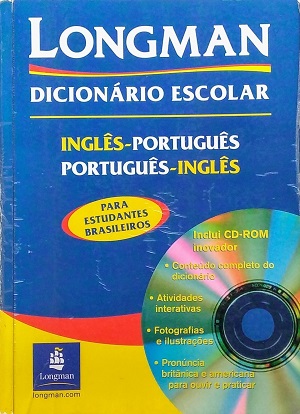 LONGMAN
DICIONÁRIO ESCOLAR
INGLÊS-PORTUGUÊS
PORTUGUÊS-INGLÊS
PARA
ESTUDANTES
BRASILEIROS
Inclui CD-ROM
inovador
• Conteúdo completo do
dicionário
• Atividades
interativas
• Fotografias
e ilustrações
• Pronúncia
britânica e americana
para ouvir e praticar
Longman
longman.com